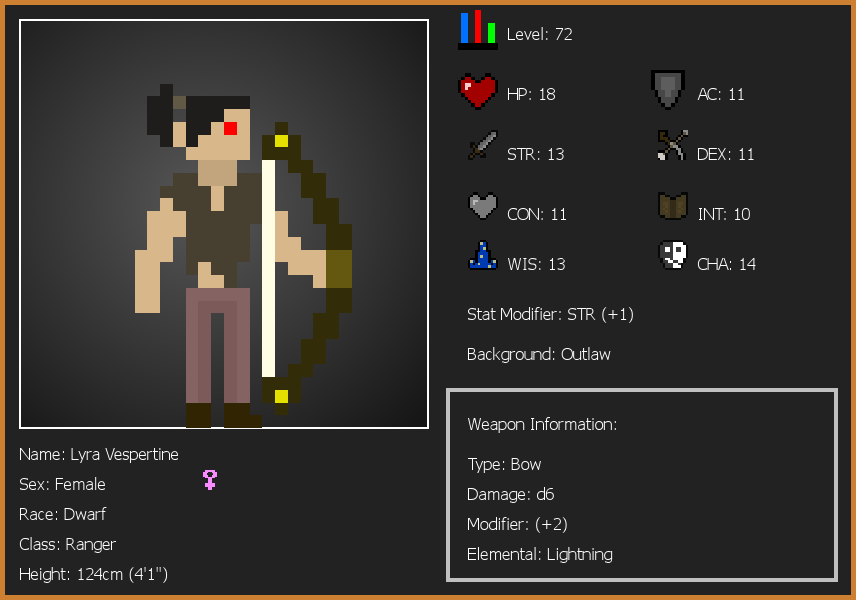 Level: 72
HP: 18
AC: 11
STR: 13
DEX: 11
CON: 11
INT: 10
WIS: 13
CHA: 14
Stat Modifier: STR (+1)
Background: Outlaw
Weapon Information:
Type: Bow
Damage: d6
Modifier: (+2)
Elemental: Lightning
Name: Lyra Vespertine
Sex: Female
Race: Dwarf
Class: Ranger
Height: 124cm (4'1")